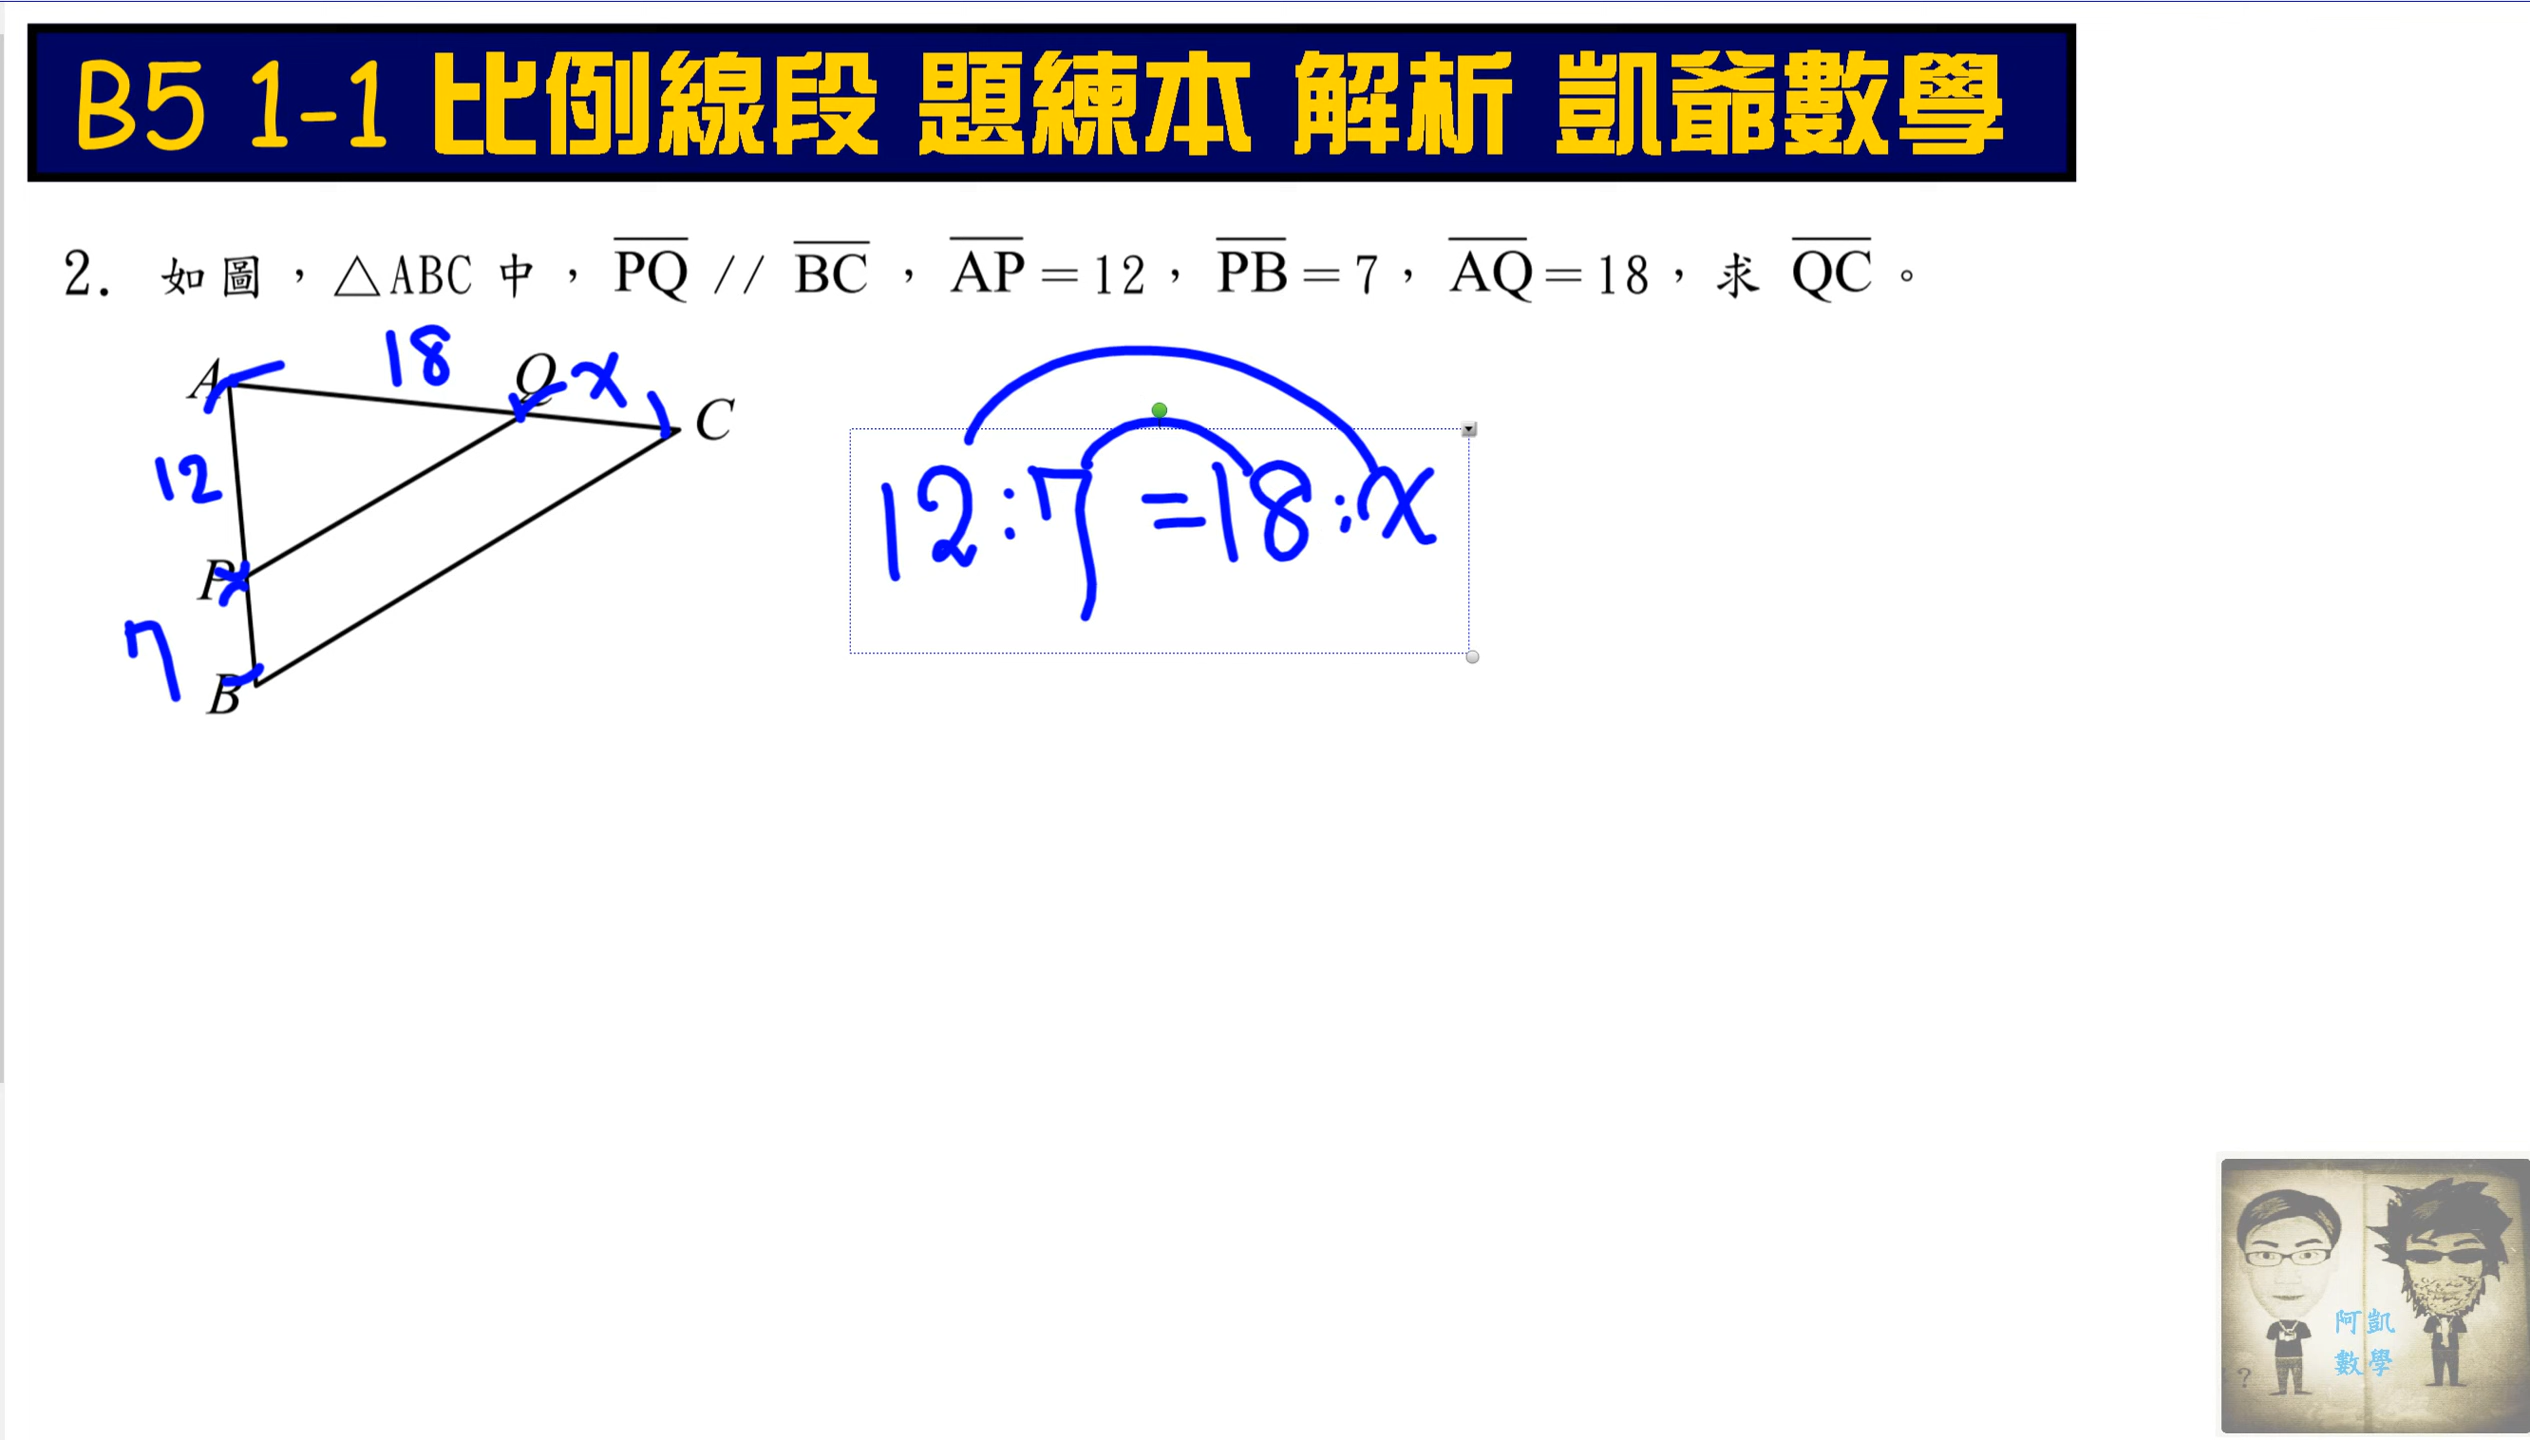 B5 1-1 比例線段 題練本 解析 凱爺數學
2. 如圖，△ABC 中，PQ // BC，AP＝12，PB＝7，AQ＝18，求 QC。
A
18
Q
x
C
12
P
7
B
12:7=18:x
阿凱
數學
?